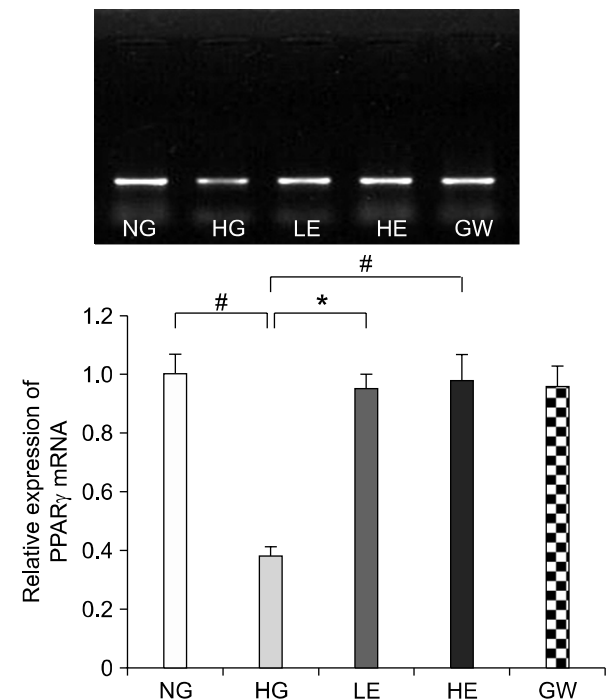 NG HG LE HE GW
#
# *
1.2
1.0
0.8
0.6
0.4
0.2
0
Relative expression of
PPARγ mRNA
NG HG LE HE GW